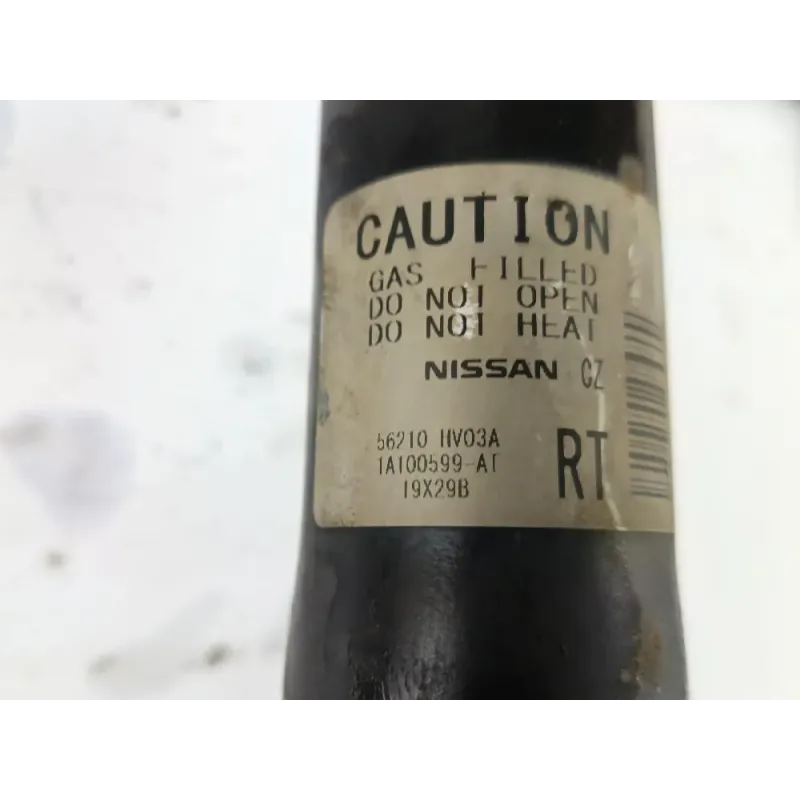 CAUTION
GAS FILLED
DO NOT OPEN
DO NOT HEAT
NISSAN CZ
56210 HV03A
1A100599-AT
19X29B
RT